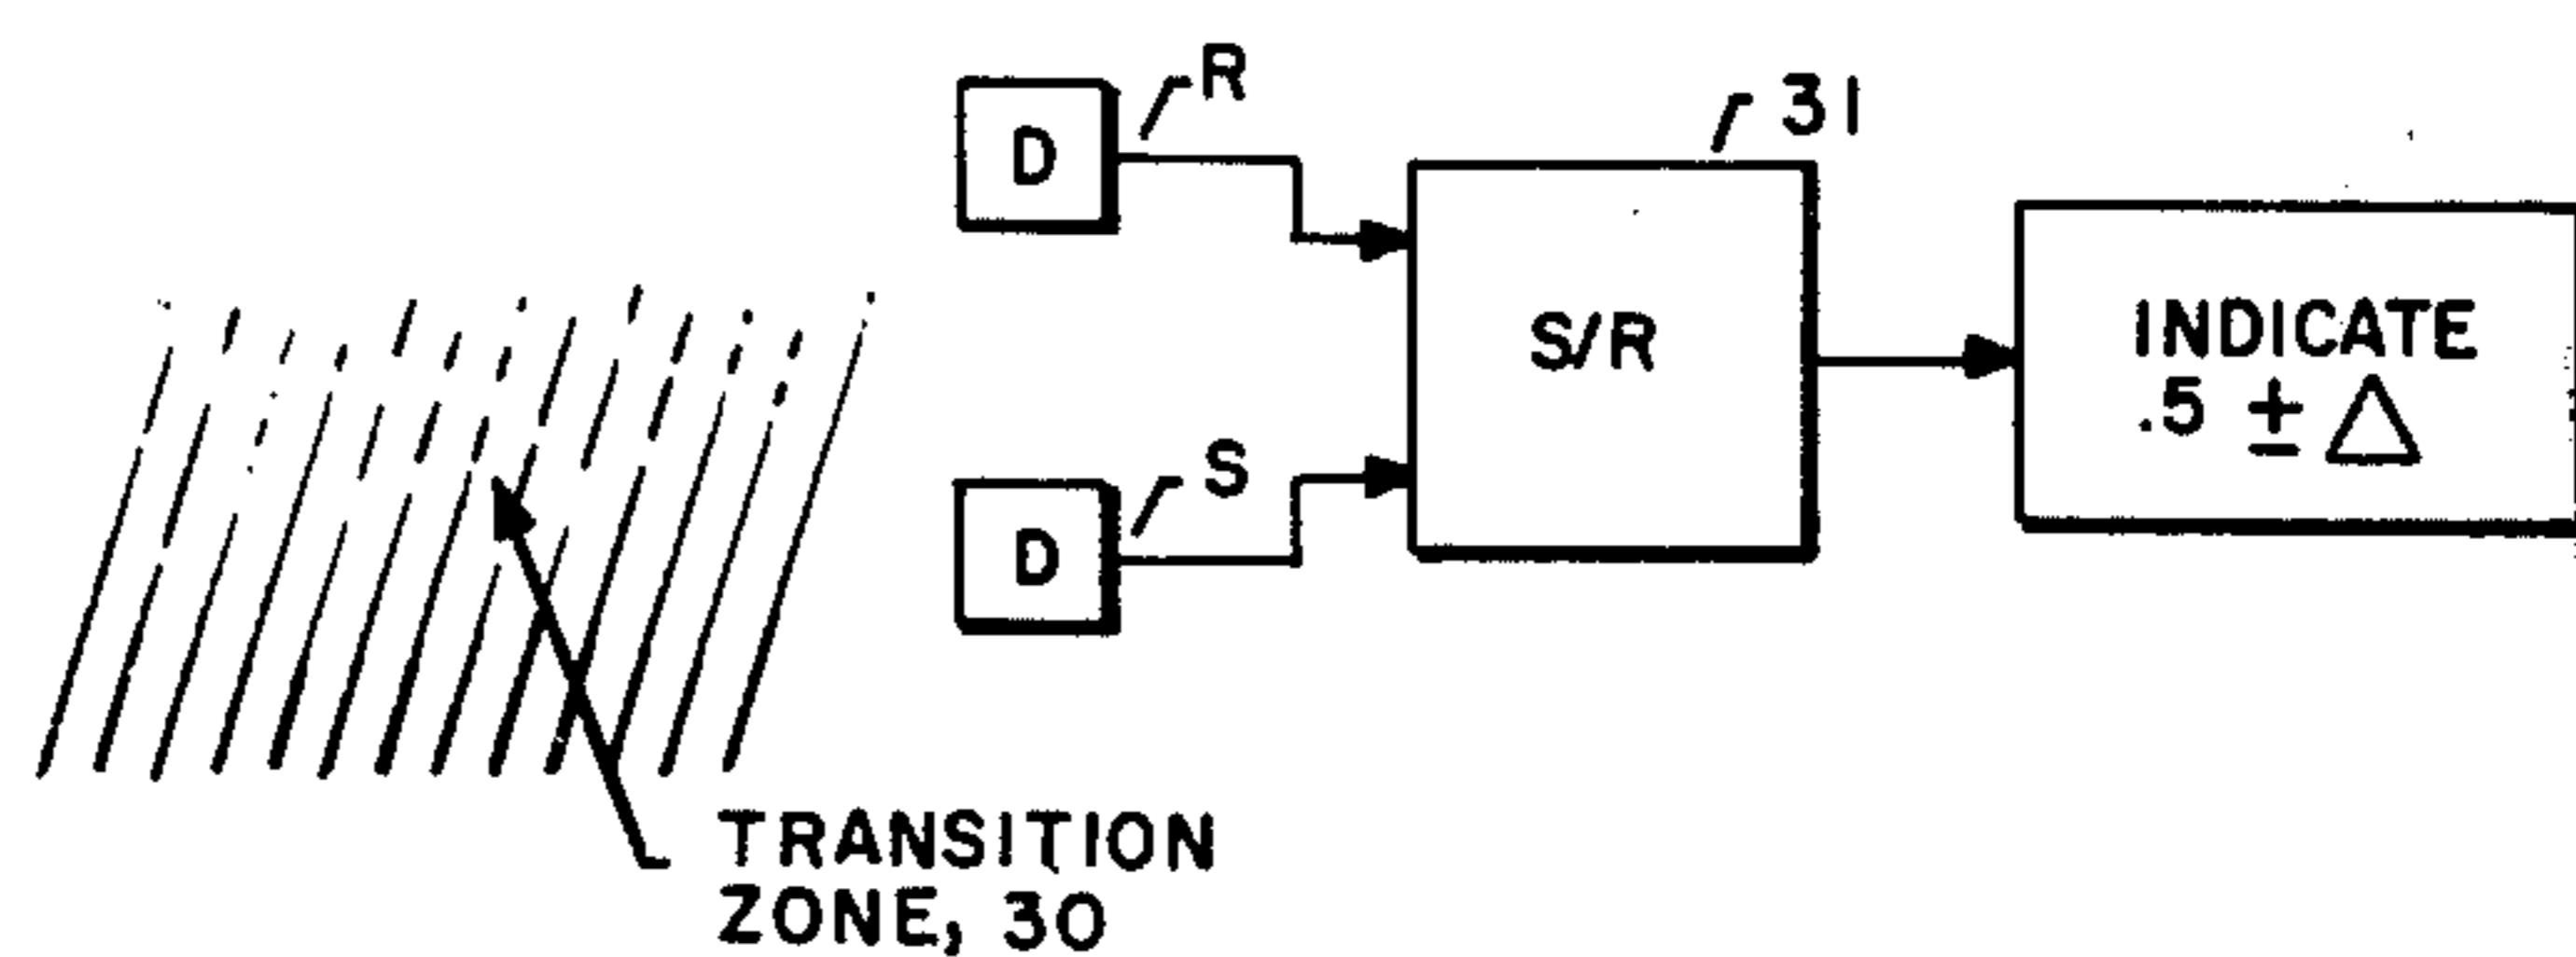 R
D
31
S/R
INDICATE
.5 ± △
S
D
TRANSITION
ZONE, 30